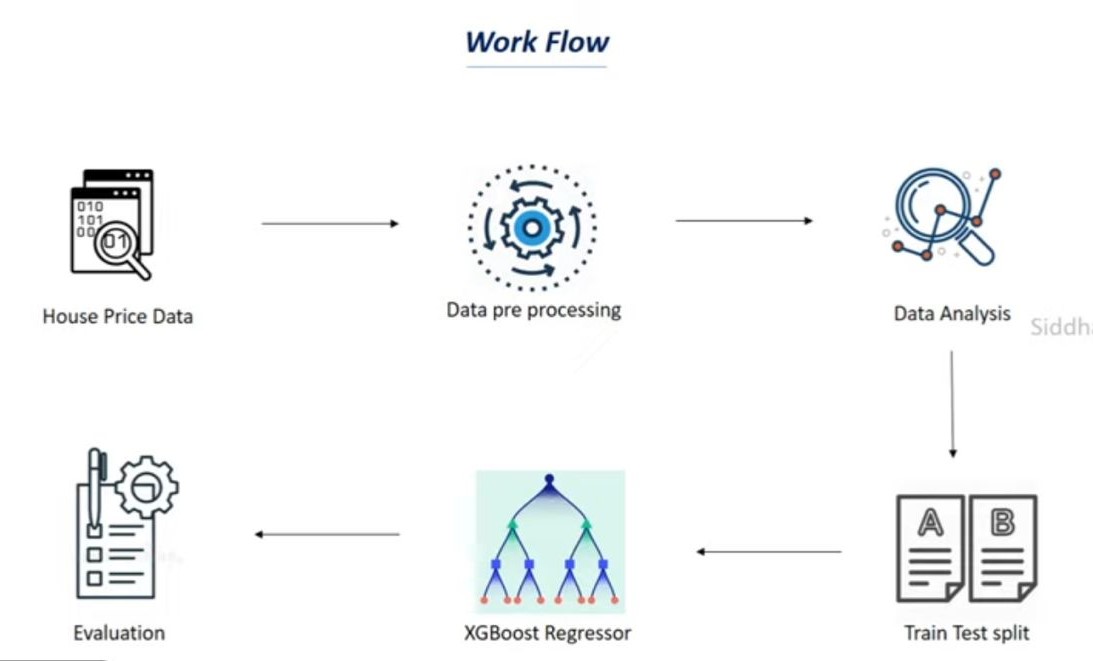 Work Flow
010
101
00
01
House Price Data
Data pre processing
Data Analysis
Siddha
A
B
Evaluation
XGBoost Regressor
Train Test split